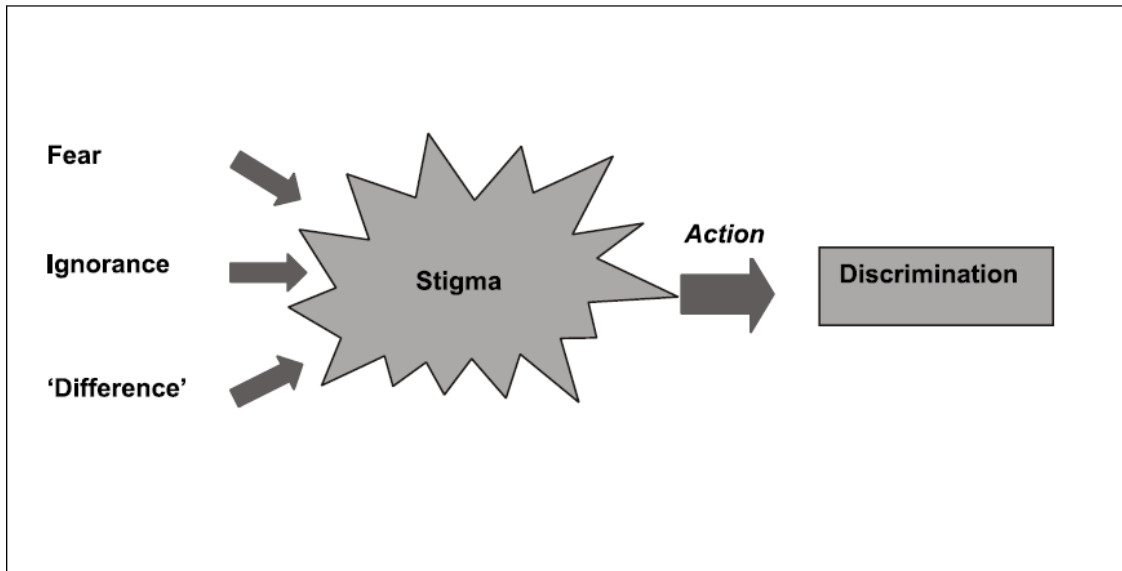 Fear
Ignorance
‘Difference’
Stigma
Action
Discrimination